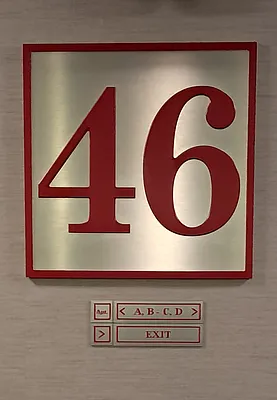 46
Apt. < A, B - C, D >
> EXIT